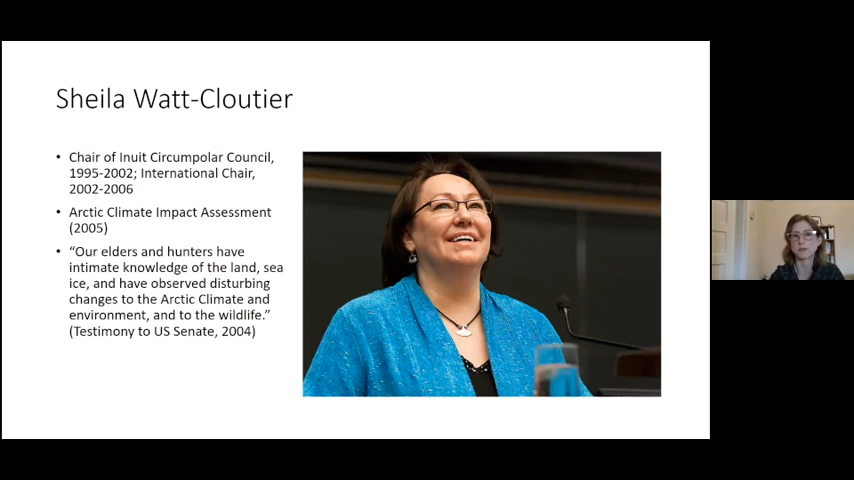 Sheila Watt-Cloutier
• Chair of Inuit Circumpolar Council,
1995-2002; International Chair,
2002-2006
• Arctic Climate Impact Assessment
(2005)
• “Our elders and hunters have
intimate knowledge of the land, sea
ice, and have observed disturbing
changes to the Arctic Climate and
environment, and to the wildlife.”
(Testimony to US Senate, 2004)